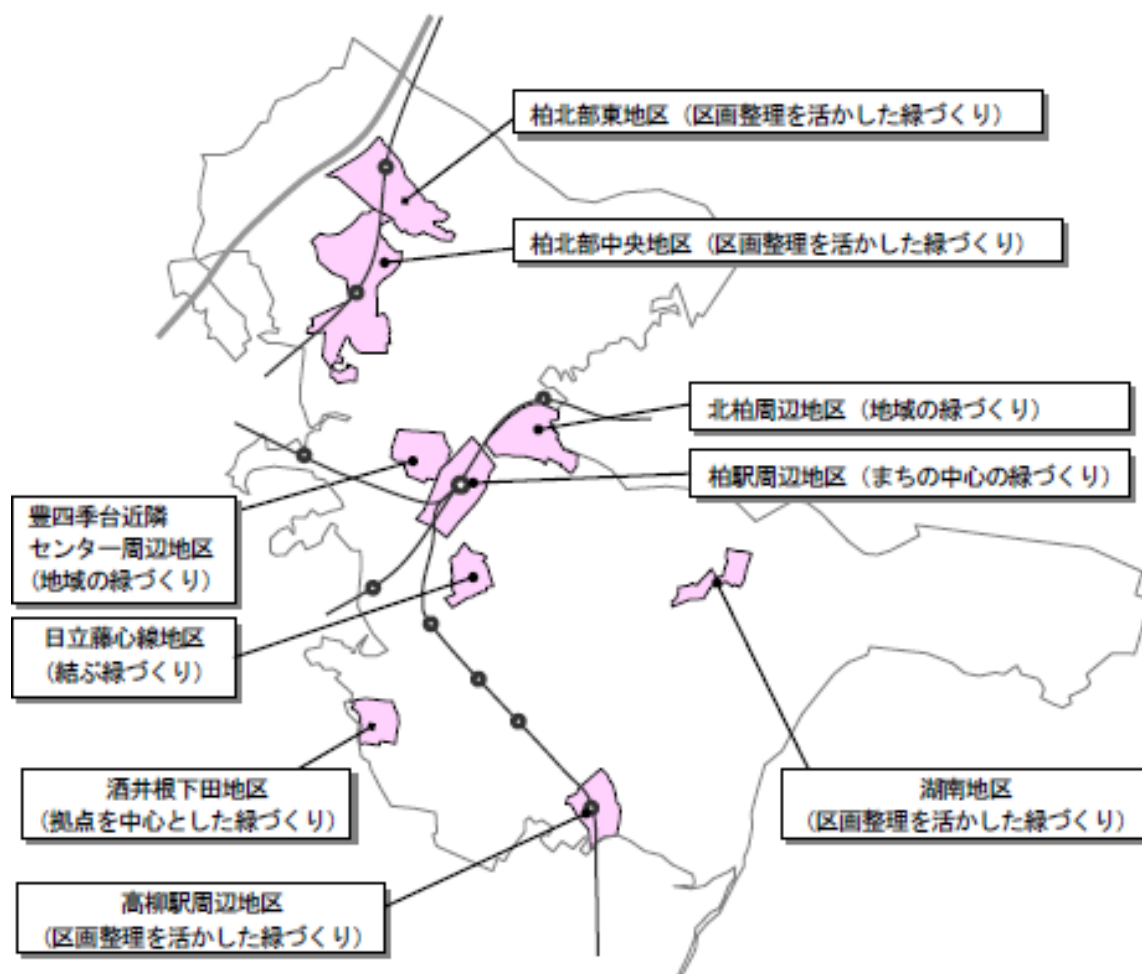 柏北部東地区（区画整理を活かした緑づくり）
柏北部中央地区（区画整理を活かした緑づくり）
北柏周辺地区（地域の緑づくり）
柏駅周辺地区（まちの中心の緑づくり）
豊四季台近隣
センター周辺地区
（地域の緑づくり）
日立藤心線地区
（結ぶ緑づくり）
酒井根下田地区
（拠点を中心とした緑づくり）
湖南地区
（区画整理を活かした緑づくり）
高柳駅周辺地区
（区画整理を活かした緑づくり）